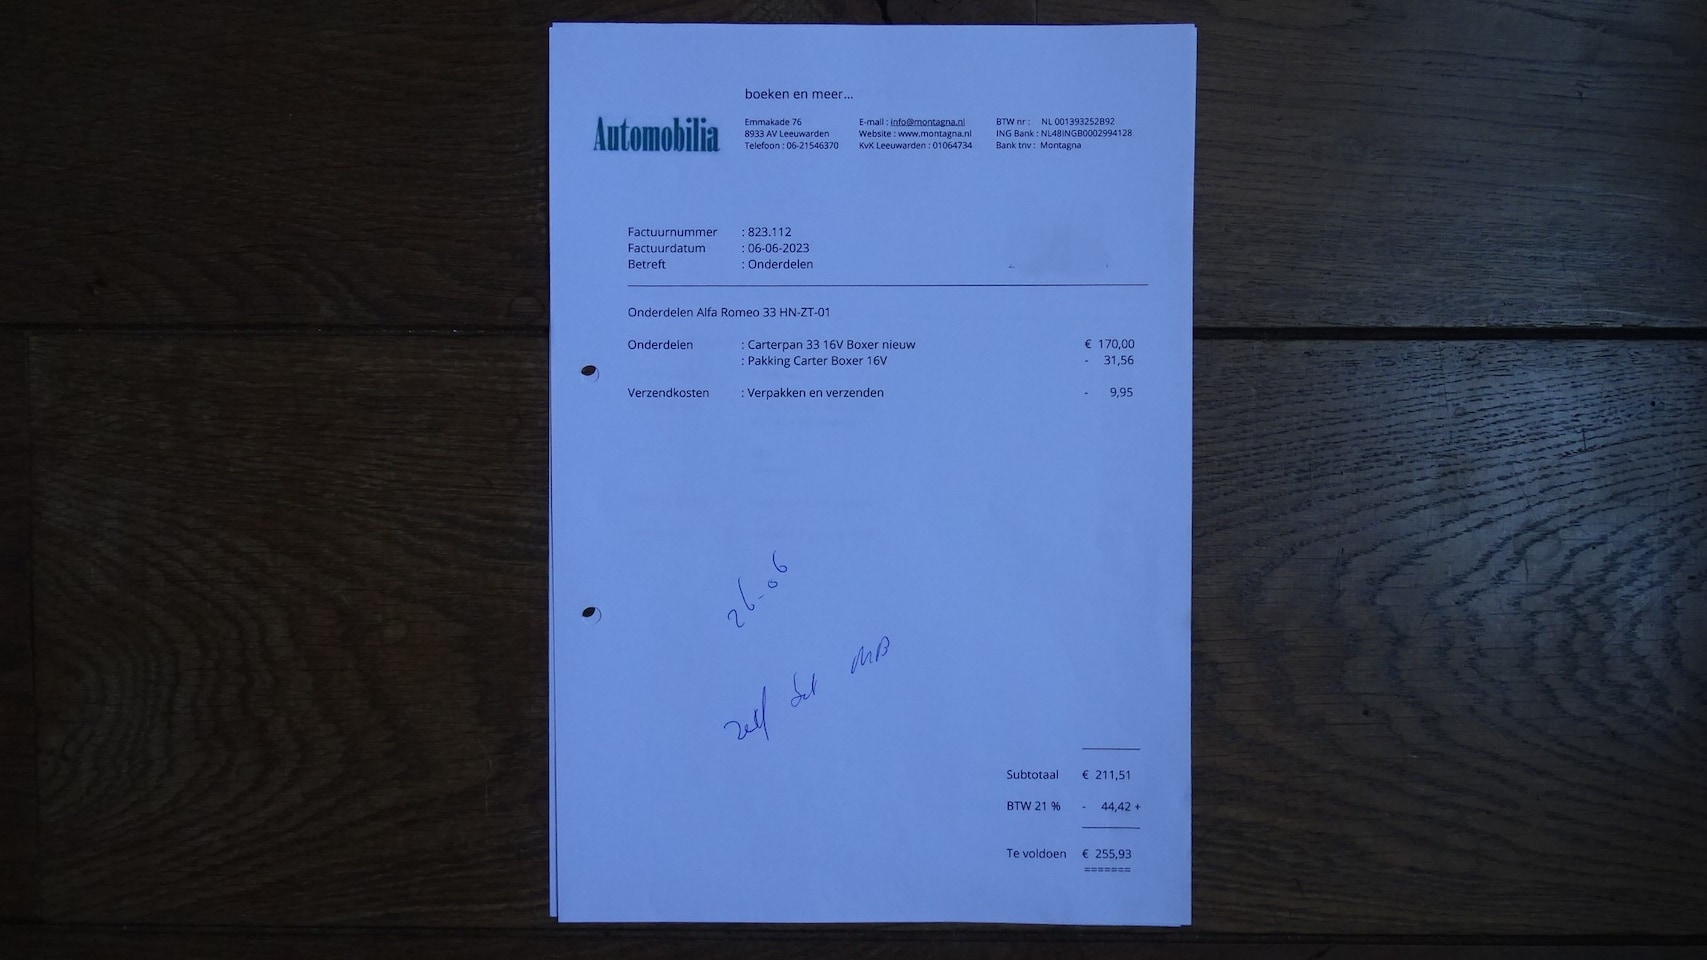 boeken en meer...
Automobilia
Emmakade 76
8933 AV Leeuwarden
Telefoon : 06-21546370
E-mail : info@montagna.nl
Website : www.montagna.nl
KvK Leeuwarden : 01064734
BTW nr : NL 001393252B92
ING Bank : NL48INGB0002994128
Bank tnv : Montagna
Factuurnummer : 823.112
Factuurdatum : 06-06-2023
Betreft : Onderdelen
Onderdelen Alfa Romeo 33 HN-ZT-01
Onderdelen : Carterpan 33 16V Boxer nieuw € 170,00
: Pakking Carter Boxer 16V - 31,56
Verzendkosten : Verpakken en verzenden - 9,95
26-06
zelf MB
Subtotaal € 211,51
BTW 21 % - 44,42 +
Te voldoen € 255,93
=======